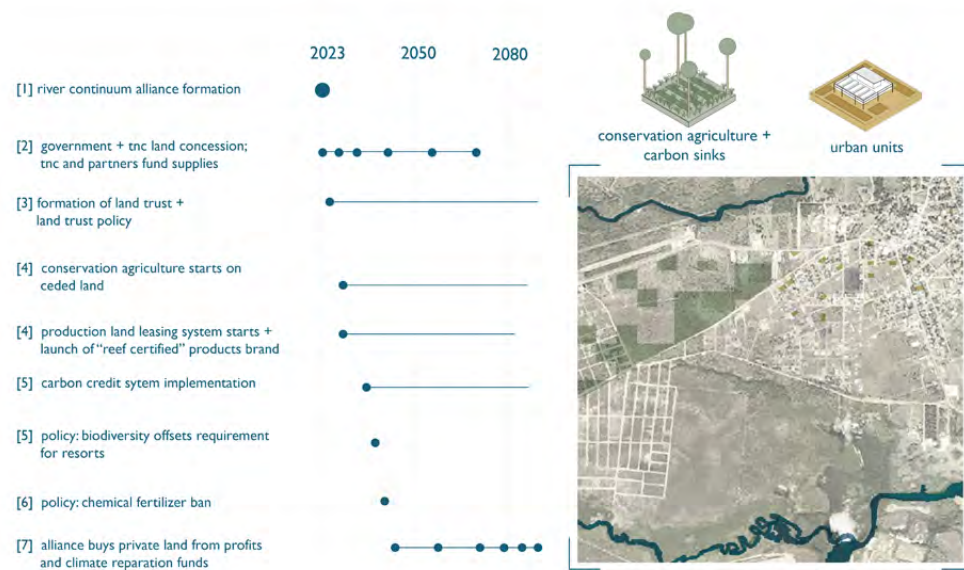 2023 2050 2080
[1] river continuum alliance formation
[2] government + tnc land concession;
tnc and partners fund supplies
[3] formation of land trust +
land trust policy
[4] conservation agriculture starts on
ceded land
[4] production land leasing system starts +
launch of "reef certified" products brand
[5] carbon credit sytem implementation
[5] policy: biodiversity offsets requirement
for resorts
[6] policy: chemical fertilizer ban
[7] alliance buys private land from profits
and climate reparation funds
conservation agriculture +
carbon sinks
urban units